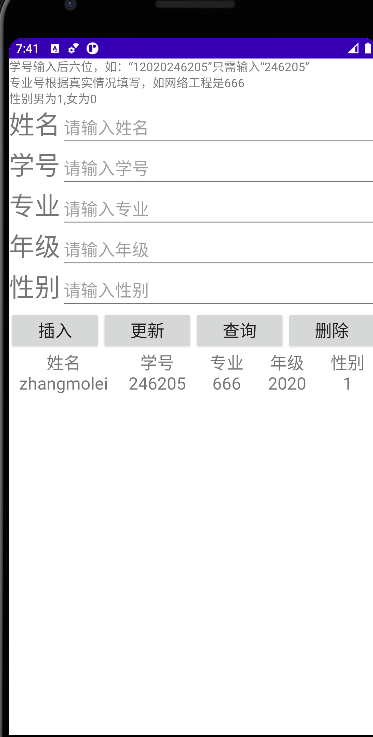 7:41
学号输入后六位，如：“12020246205”只需输入“246205”
专业号根据真实情况填写，如网络工程是666
性别男为1,女为0
姓名 请输入姓名
学号 请输入学号
专业 请输入专业
年级 请输入年级
性别 请输入性别
插入 更新 查询 删除
姓名 学号 专业 年级 性别
zhangmolei 246205 666 2020 1